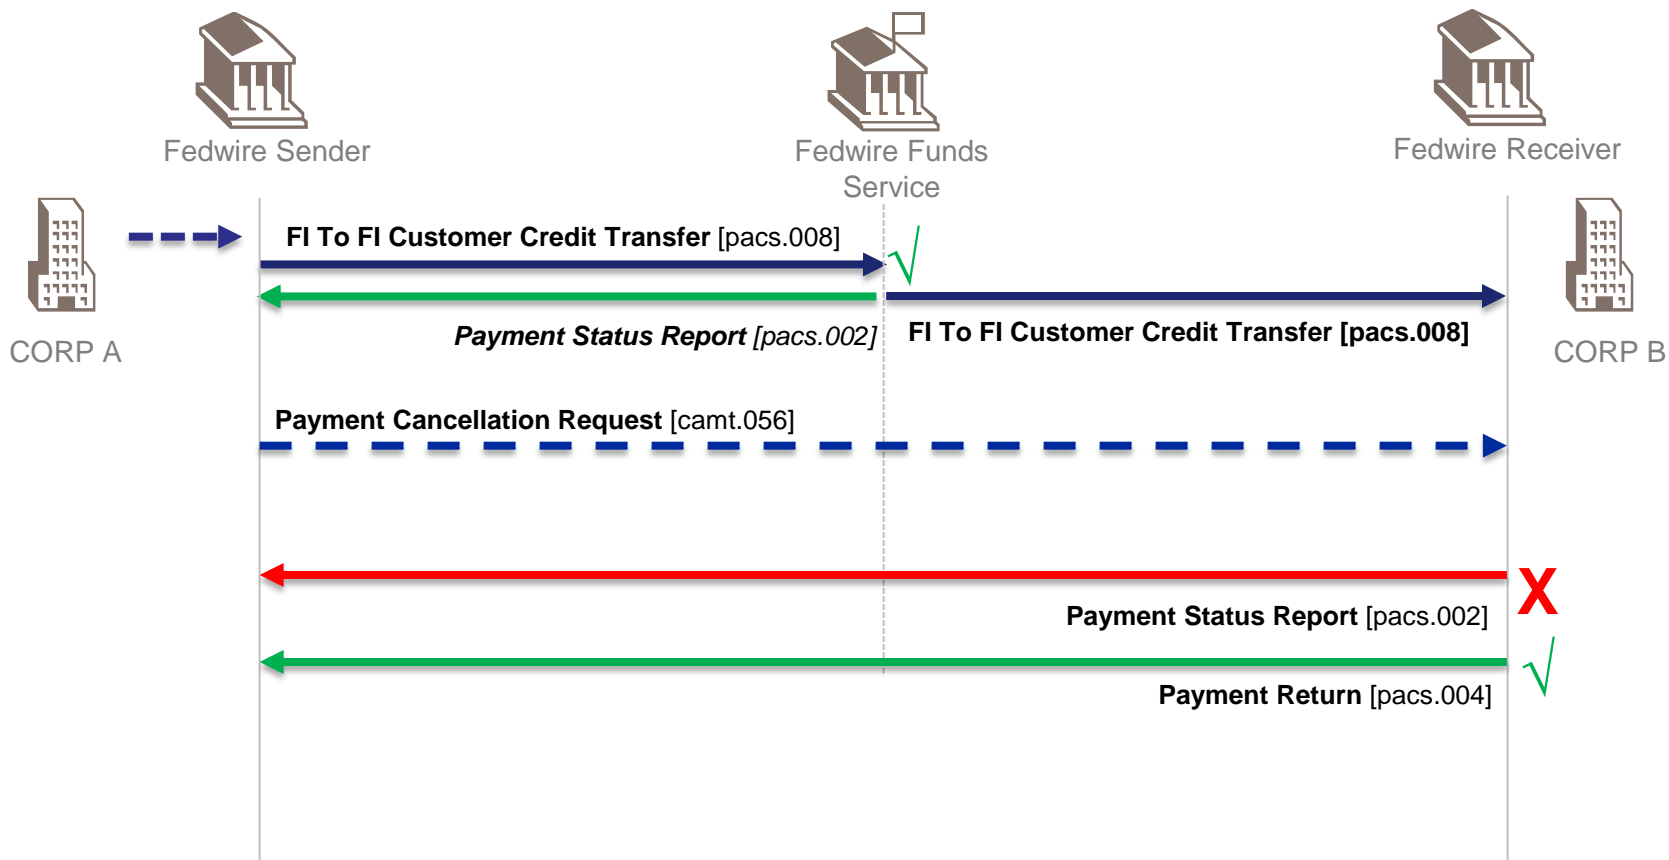 Fedwire Sender
Fedwire Funds
Service
Fedwire Receiver
CORP A
CORP B
FI To FI Customer Credit Transfer [pacs.008]
Payment Status Report [pacs.002]
FI To FI Customer Credit Transfer [pacs.008]
Payment Cancellation Request [camt.056]
X
Payment Status Report [pacs.002]
√
Payment Return [pacs.004]